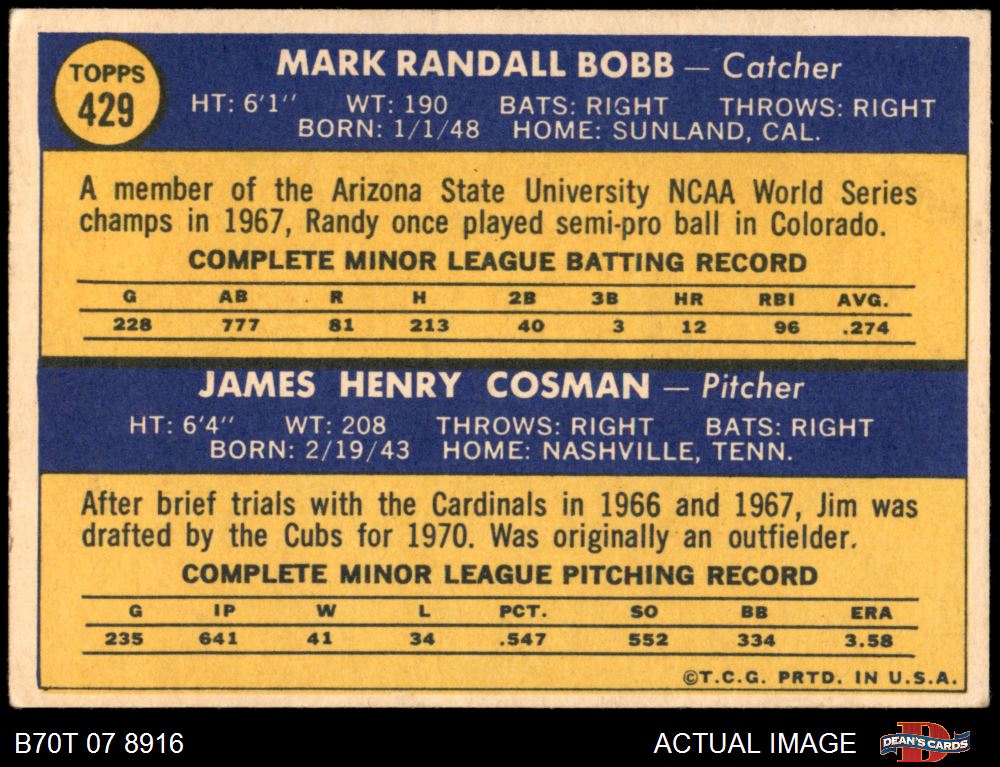 TOPPS
429
MARK RANDALL BOBB — Catcher
HT: 6'1" WT: 190 BATS: RIGHT THROWS: RIGHT
BORN: 1/1/48 HOME: SUNLAND, CAL.
A member of the Arizona State University NCAA World Series
champs in 1967, Randy once played semi-pro ball in Colorado.
COMPLETE MINOR LEAGUE BATTING RECORD
G AB R H 2B 3B HR RBI AVG.
228 777 81 213 40 3 12 96 .274
JAMES HENRY COSMAN — Pitcher
HT: 6'4" WT: 208 THROWS: RIGHT BATS: RIGHT
BORN: 2/19/43 HOME: NASHVILLE, TENN.
After brief trials with the Cardinals in 1966 and 1967, Jim was
drafted by the Cubs for 1970. Was originally an outfielder.
COMPLETE MINOR LEAGUE PITCHING RECORD
G IP W L PCT. SO BB ERA
235 641 41 34 .547 552 334 3.58
©T.C.G. PRTD. IN U.S.A.
B70T 07 8916 ACTUAL IMAGE D DEAN'S CARDS